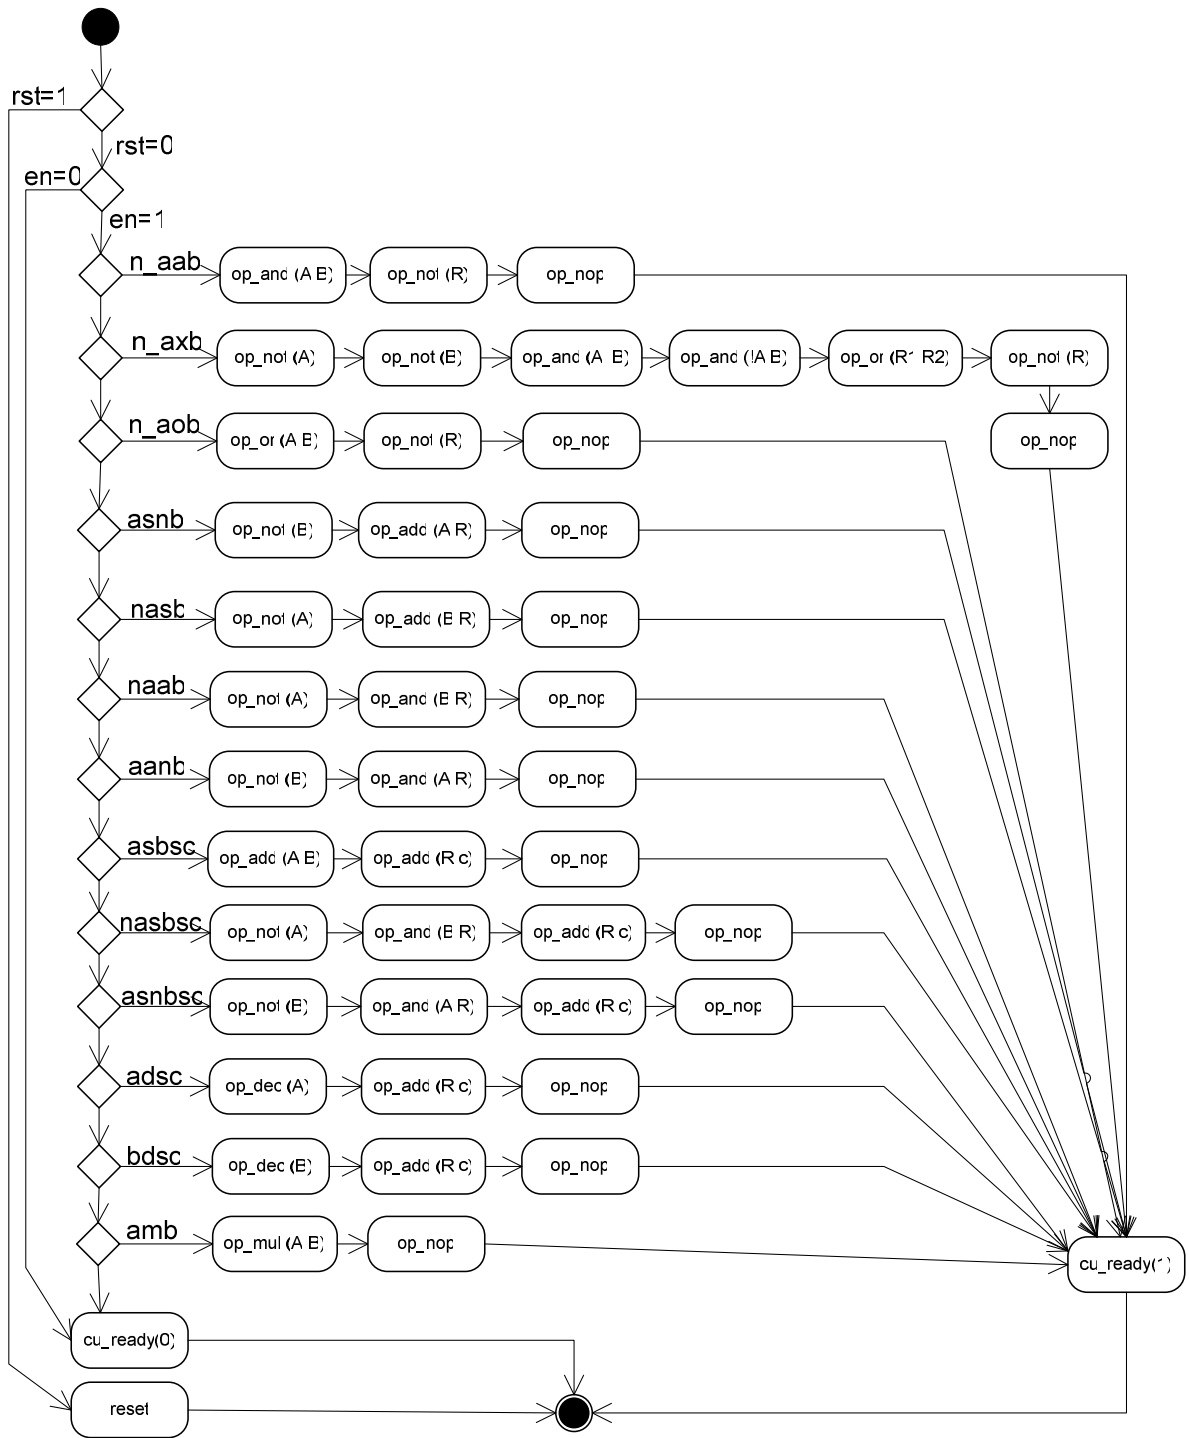 rst=1
rst=0
en=0
en=1
n_aab op_and (A B) op_not (R) op_nop
n_axb op_not (A) op_not (B) op_and (A B) op_and (!A B) op_or (R1 R2) op_not (R)
op_nop
n_aob op_or (A B) op_not (R) op_nop
asnb op_not (B) op_add (A R) op_nop
nasb op_not (A) op_add (B R) op_nop
naab op_not (A) op_and (B R) op_nop
aanb op_not (B) op_and (A R) op_nop
asbsc op_add (A B) op_add (R c) op_nop
nasbsc op_not (A) op_and (B R) op_add (R c) op_nop
asnbsc op_not (B) op_and (A R) op_add (R c) op_nop
adsc op_dec (A) op_add (R c) op_nop
bdsc op_dec (B) op_add (R c) op_nop
amb op_mul (A B) op_nop
cu_ready(1)
cu_ready(0)
reset